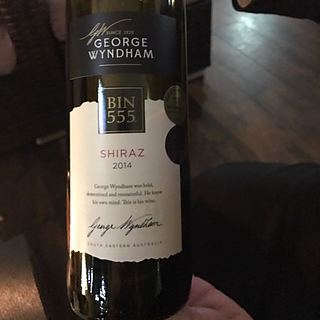 GW SINCE 1828
GEORGE
WYNDHAM
BIN
555
SHIRAZ
2014
George Wyndham was bold,
determined and resourceful. He knew
his own mind. This is his wine.
George Wyndham
SOUTH EASTERN AUSTRALIA